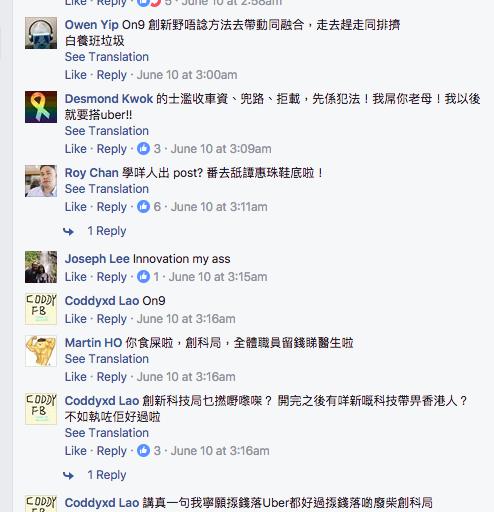 Like · Reply · 5 · June 10 at 2:58am
Owen Yip On9 創新野唔諗方法去帶動同融合，走去趕走同排擠
白養班垃圾
See Translation
Like · Reply · June 10 at 3:00am
Desmond Kwok 的士濫收車資、兜路、拒載，先係犯法！我屌你老母！我以後
就要搭uber!!
See Translation
Like · Reply · 3 · June 10 at 3:09am
Roy Chan 學咩人出 post? 番去舐譚惠珠鞋底啦！
See Translation
Like · Reply · 6 · June 10 at 3:11am
1 Reply
Joseph Lee Innovation my ass
Like · Reply · 1 · June 10 at 3:15am
CODDY
FB
Coddyxd Lao On9
Like · Reply · June 10 at 3:16am
Martin HO 你食屎啦，創科局，全體職員留錢睇醫生啦
See Translation
Like · Reply · June 10 at 3:16am
CODDY
FB
Coddyxd Lao 創新科技局乜撚嘢嚟㗎？ 開完之後有咩新嘅科技帶畀香港人？
不如執咗佢好過啦
See Translation
Like · Reply · 3 · June 10 at 3:16am
1 Reply
CODDY
Coddyxd Lao 講真一句我寧願掹錢落Uber都好過掹錢落啲廢柴創科局